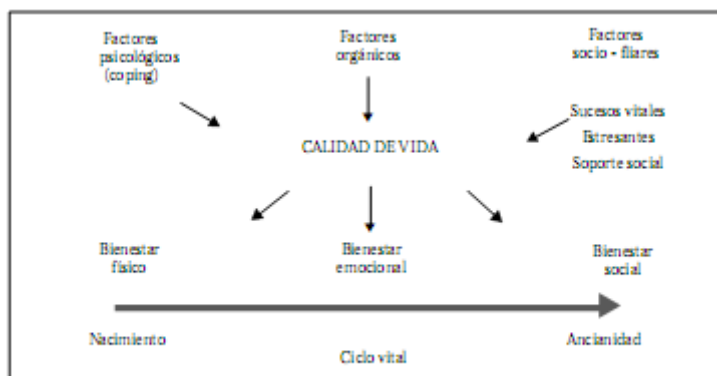 Factores
psicológicos
(coping)
Factores
orgánicos
Factores
socio - fliares
Sucesos vitales
Estresantes
Soporte social
CALIDAD DE VIDA
Bienestar
físico
Bienestar
emocional
Bienestar
social
Nacimiento
Ancianidad
Ciclo vital